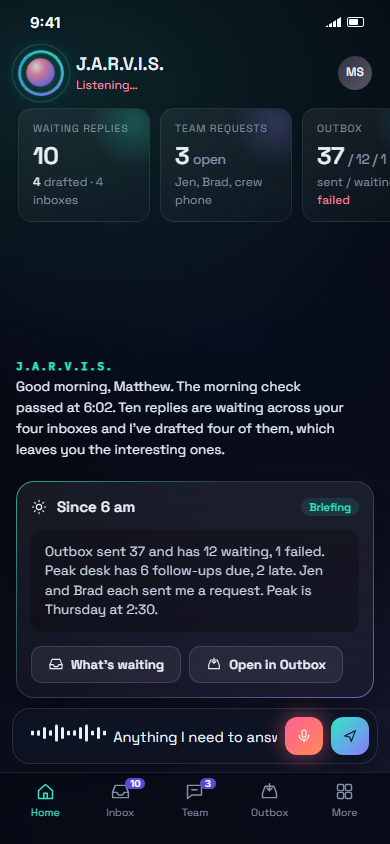 9:41
J.A.R.V.I.S.
Listening...
MS
WAITING REPLIES
10
4 drafted · 4
inboxes
TEAM REQUESTS
3 open
Jen, Brad, crew
phone
OUTBOX
37 / 12 / 1
sent / waitin
failed
J.A.R.V.I.S.
Good morning, Matthew. The morning check
passed at 6:02. Ten replies are waiting across your
four inboxes and I've drafted four of them, which
leaves you the interesting ones.
Since 6 am
Briefing
Outbox sent 37 and has 12 waiting, 1 failed.
Peak desk has 6 follow-ups due, 2 late. Jen
and Brad each sent me a request. Peak is
Thursday at 2:30.
What's waiting
Open in Outbox
Anything I need to answ
10
3
Home
Inbox
Team
Outbox
More